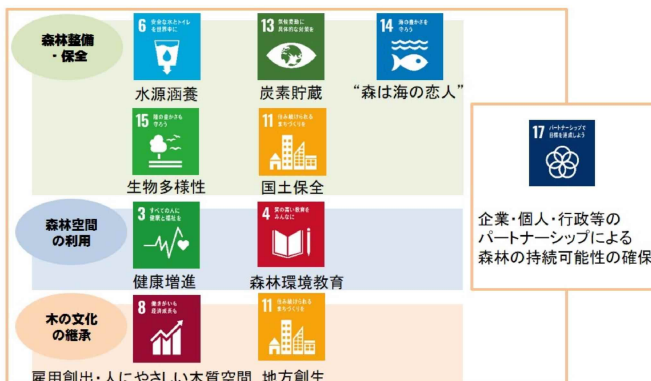 森林整備
・保全
6 安全な水とトイレ
を世界中に
水源涵養
13 気候変動に
具体的な対策を
炭素貯蔵
14 海の豊かさを
守ろう
“森は海の恋人”
15 陸の豊かさも
守ろう
生物多様性
11 住み続けられる
まちづくりを
国土保全
森林空間
の利用
3 すべての人に
健康と福祉を
健康増進
4 質の高い教育を
みんなに
森林環境教育
木の文化
の継承
8 働きがいも
経済成長も
雇用創出・人にやさしい木質空間
11 住み続けられる
まちづくりを
地方創生
17 パートナーシップで
目標を達成しよう
企業・個人・行政等の
パートナーシップによる
森林の持続可能性の確保